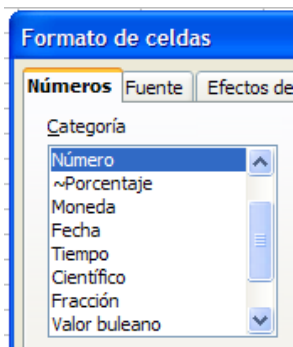 Formato de celdas
Números Fuente Efectos de
Categoría
Número
~Porcentaje
Moneda
Fecha
Tiempo
Científico
Fracción
Valor buleano